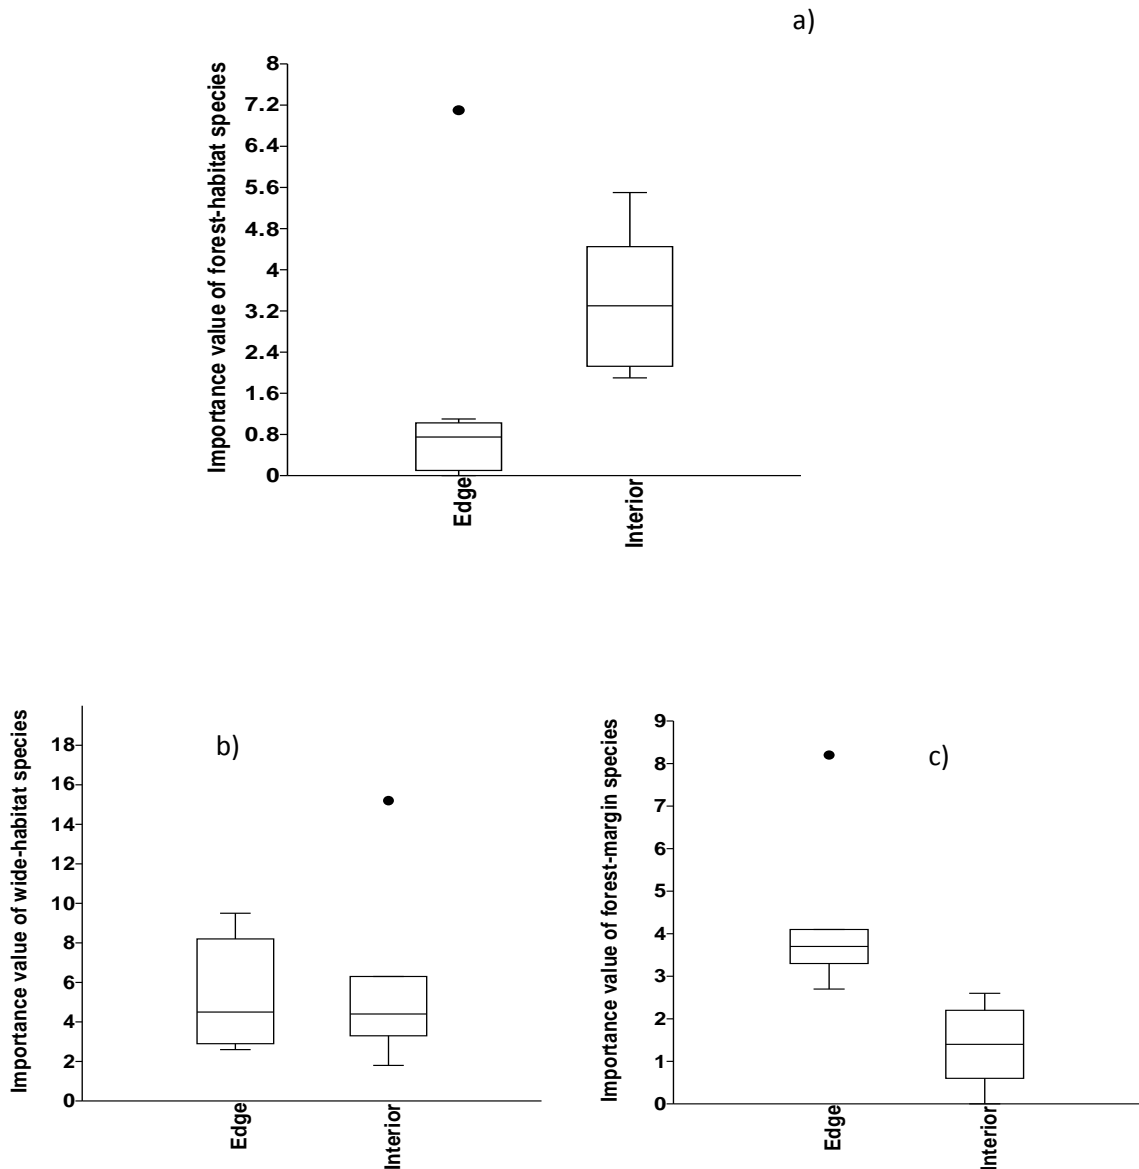 a)
Importance value of forest-habitat species
8
7.2
6.4
5.6
4.8
4
3.2
2.4
1.6
0.8
0
Edge
Interior
b)
Importance value of wide-habitat species
18
16
14
12
10
8
6
4
2
0
Edge
Interior
c)
Importance value of forest-margin species
9
8
7
6
5
4
3
2
1
0
Edge
Interior